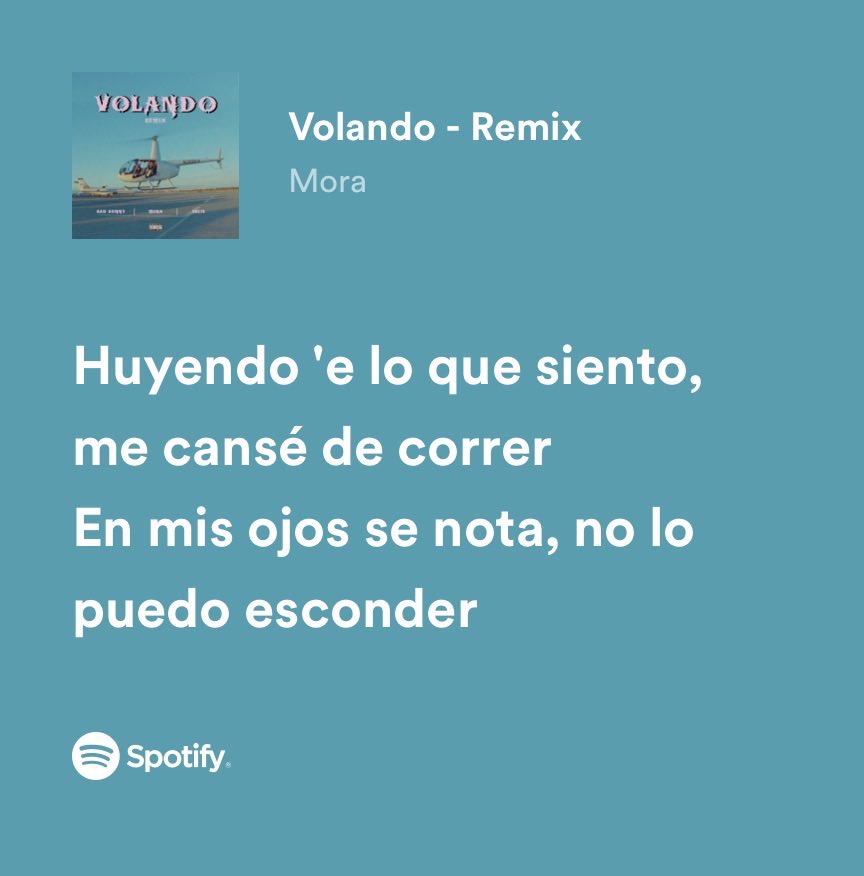 VOLANDO
REMIX
BAD BUNNY | MORA | SECH
Volando - Remix
Mora
Huyendo 'e lo que siento,
me cansé de correr
En mis ojos se nota, no lo
puedo esconder
Spotify®